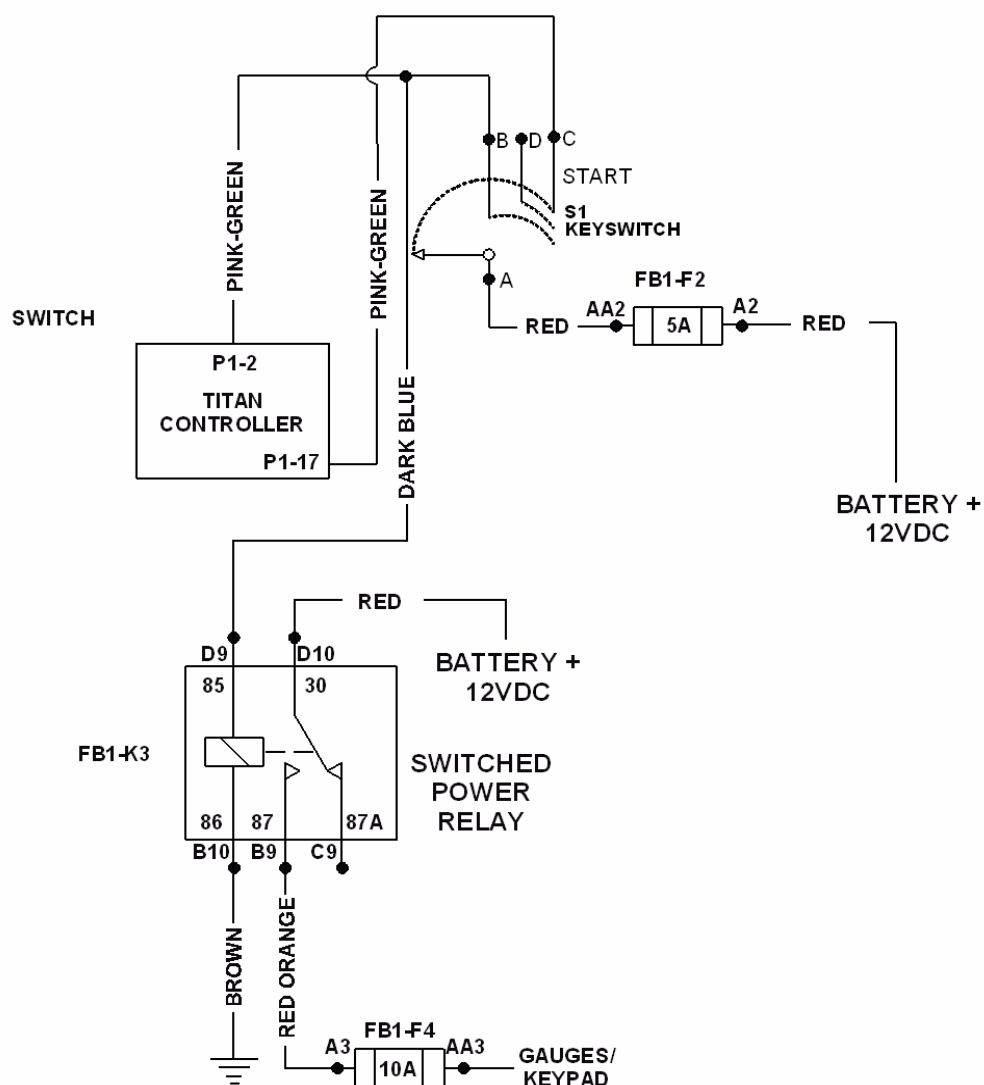 B
D
C
START
S1
KEYSWITCH
PINK-GREEN
PINK-GREEN
A
FB1-F2
AA2
5A
A2
RED
RED
SWITCH
P1-2
TITAN
CONTROLLER
P1-17
DARK BLUE
BATTERY +
12VDC
RED
D9
D10
BATTERY +
12VDC
85
30
FB1-K3
SWITCHED
POWER
RELAY
86
87
87A
B10
B9
C9
BROWN
RED ORANGE
FB1-F4
A3
AA3
10A
GAUGES/
KEYPAD